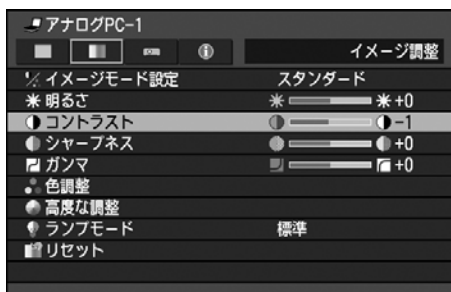 アナログPC-1
イメージ調整
イメージモード設定 スタンダード
明るさ +0
コントラスト -1
シャープネス +0
ガンマ +0
色調整
高度な調整
ランプモード 標準
リセット